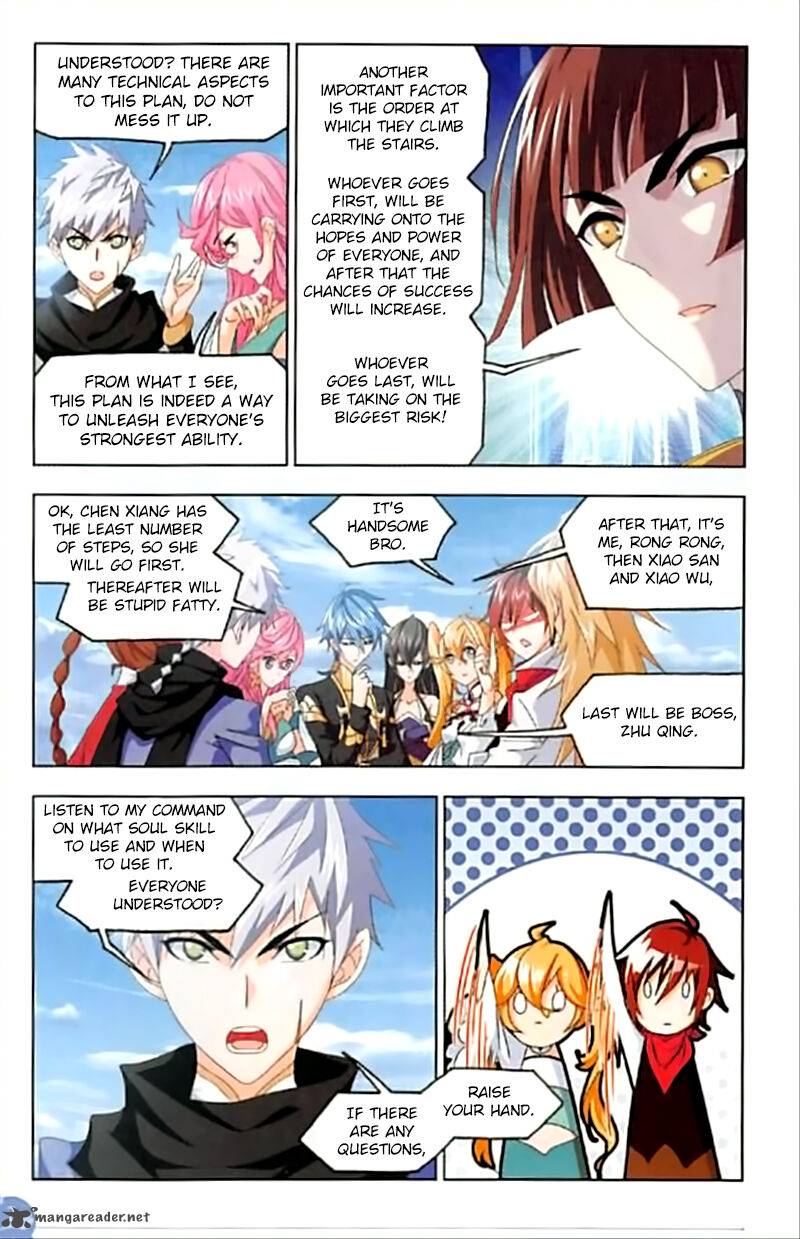 UNDERSTOOD? THERE ARE
MANY TECHNICAL ASPECTS
TO THIS PLAN, DO NOT
MESS IT UP.
FROM WHAT I SEE,
THIS PLAN IS INDEED A WAY
TO UNLEASH EVERYONE'S
STRONGEST ABILITY.
ANOTHER
IMPORTANT FACTOR
IS THE ORDER AT
WHICH THEY CLIMB
THE STAIRS.
WHOEVER GOES
FIRST, WILL BE
CARRYING ONTO THE
HOPES AND POWER
OF EVERYONE, AND
AFTER THAT THE
CHANCES OF SUCCESS
WILL INCREASE.
WHOEVER
GOES LAST, WILL
BE TAKING ON THE
BIGGEST RISK!
OK, CHEN XIANG HAS
THE LEAST NUMBER
OF STEPS, SO SHE
WILL GO FIRST.
THEREAFTER WILL
BE STUPID FATTY.
IT'S
HANDSOME
BRO.
AFTER THAT, IT'S
ME, RONG RONG,
THEN XIAO SAN
AND XIAO WU,
LAST WILL BE BOSS,
ZHU QING.
LISTEN TO MY COMMAND
ON WHAT SOUL SKILL
TO USE AND WHEN
TO USE IT.
EVERYONE
UNDERSTOOD?
IF THERE
ARE ANY
QUESTIONS,
RAISE
YOUR HAND.
mangareader.net